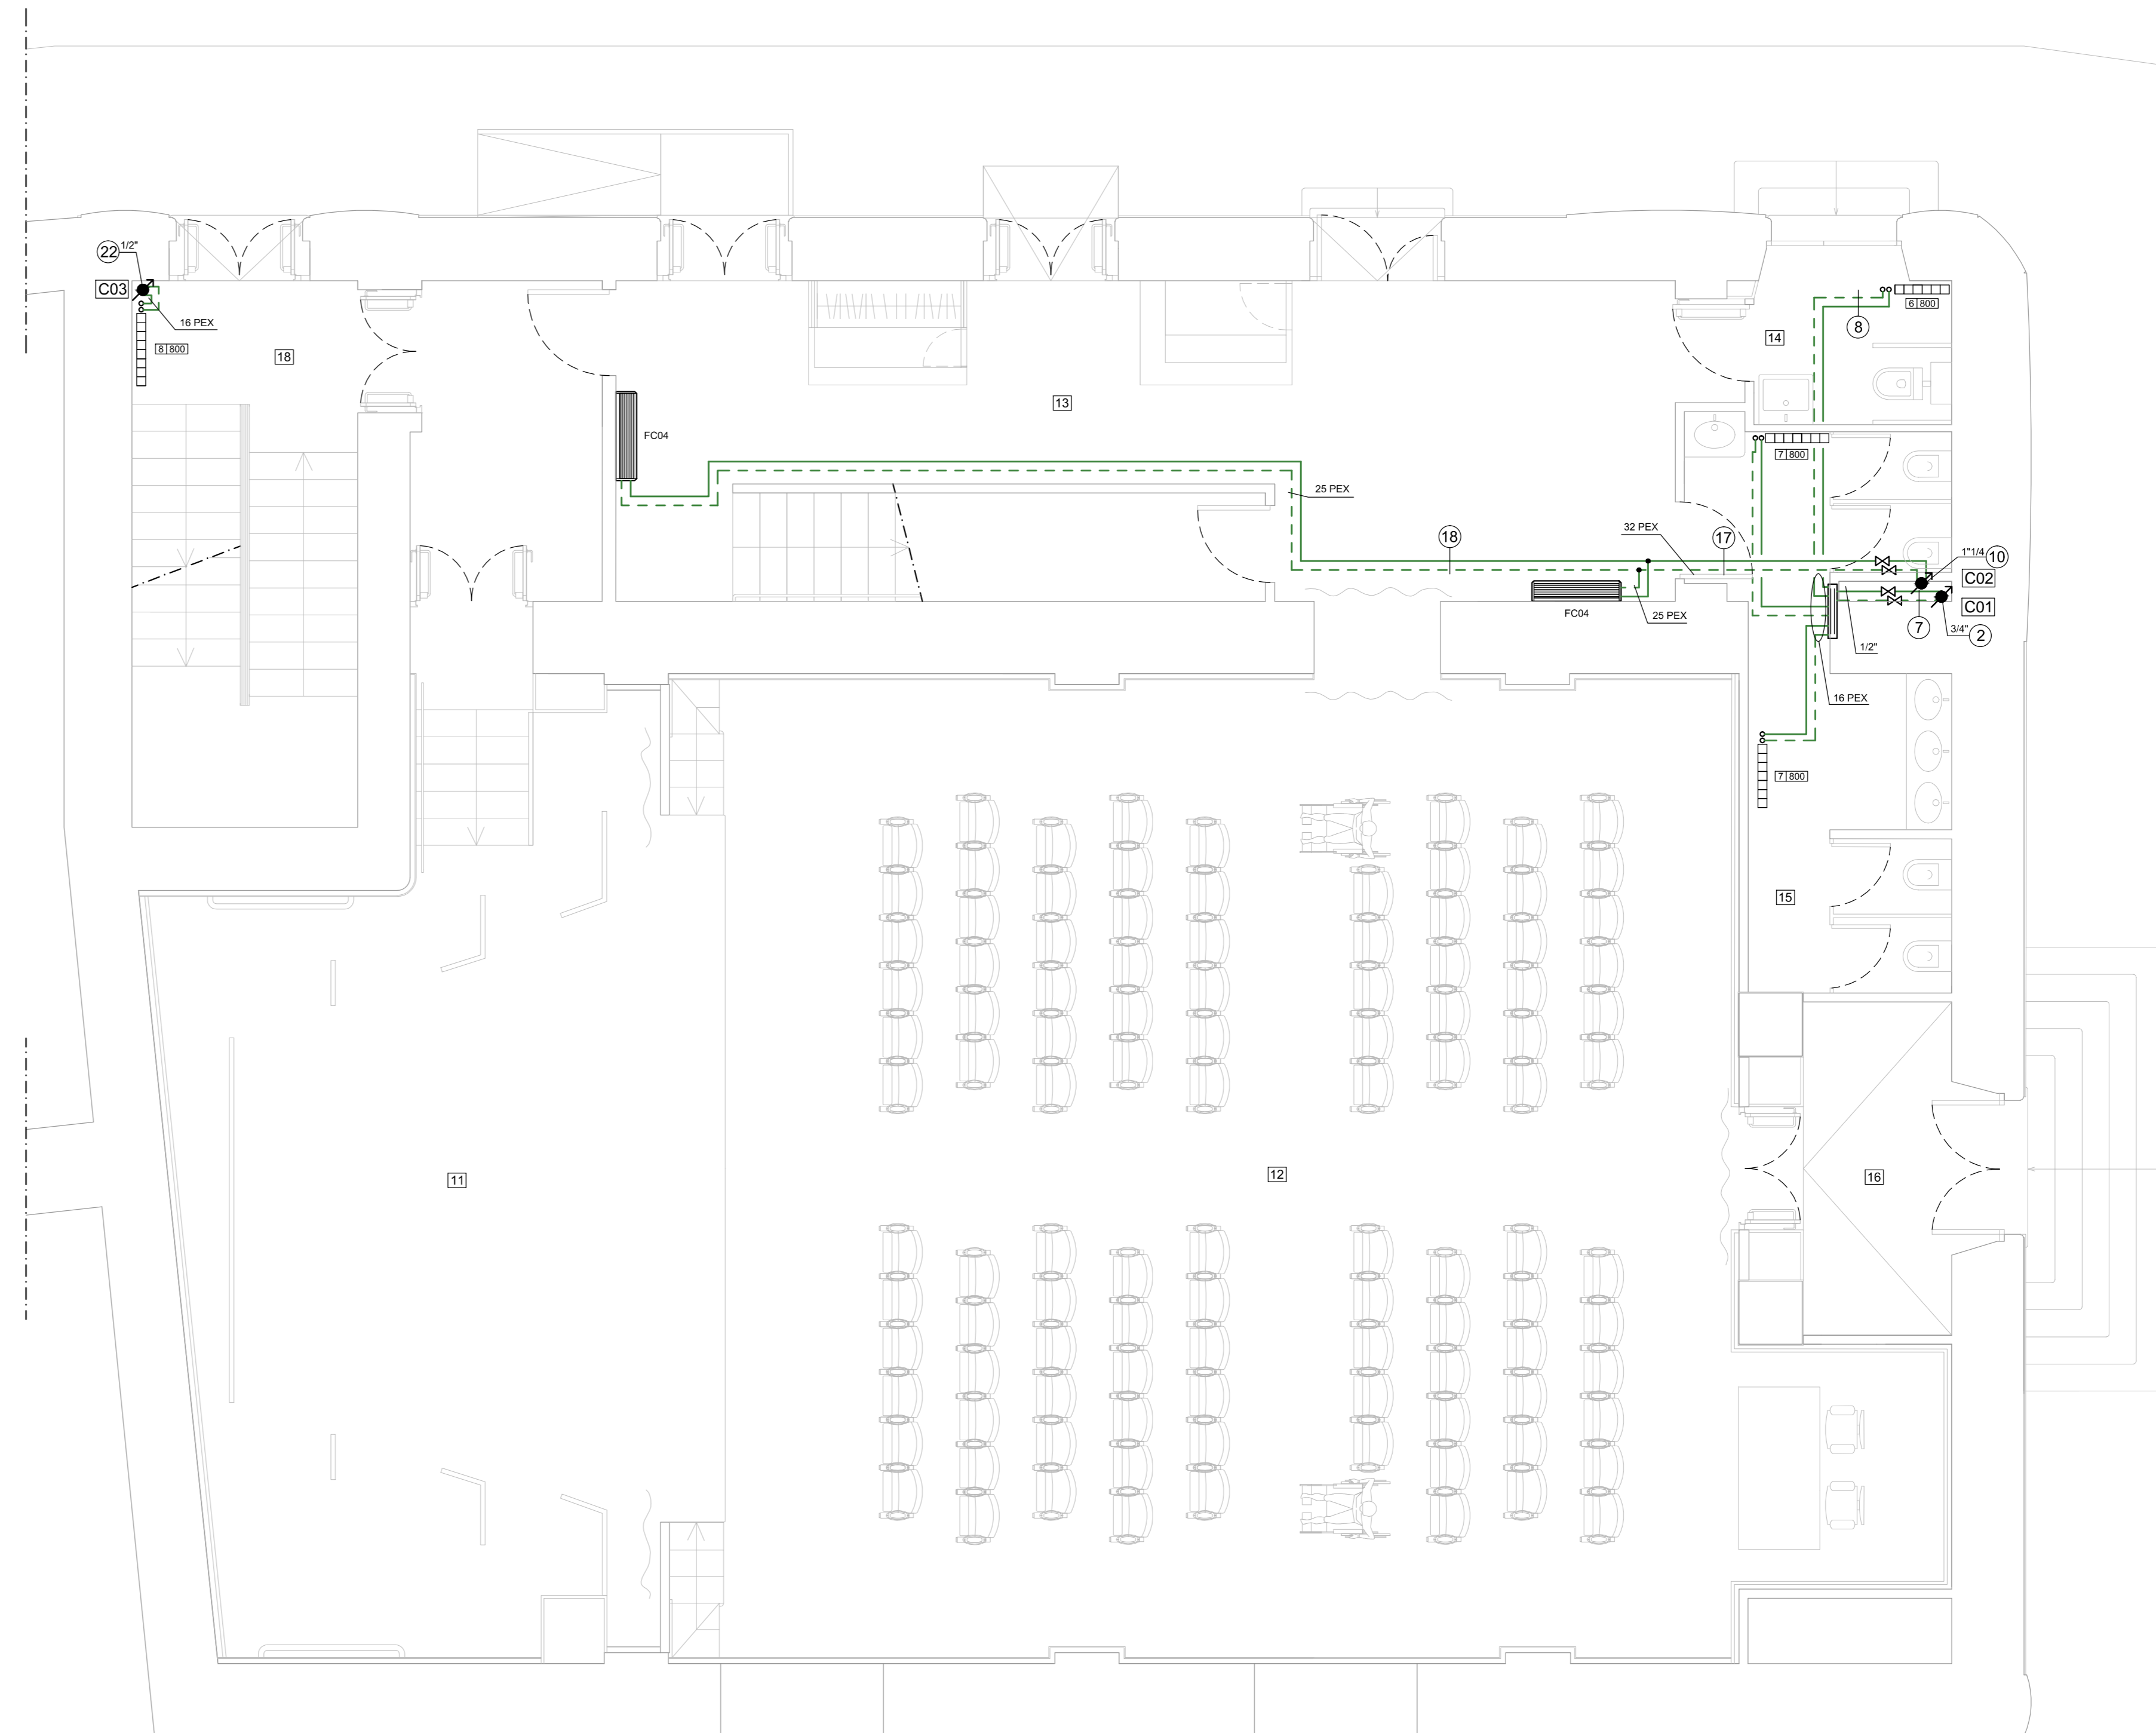 22 1/2"
C03
16 PEX
8 800
18
13
14
8
6 800
7 800
FC04
25 PEX
32 PEX
17
18
1"1/4 10
C02
C01
7
3/4" 2
1/2"
FC04
25 PEX
16 PEX
7 800
15
11
12
16